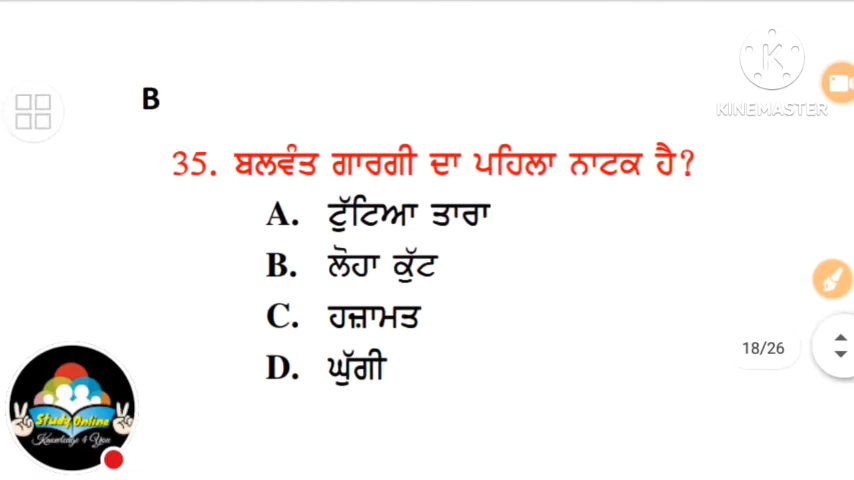 KINEMASTER
B
35. ਬਲਵੰਤ ਗਾਰਗੀ ਦਾ ਪਹਿਲਾ ਨਾਟਕ ਹੈ?
A. ਟੁੱਟਿਆ ਤਾਰਾ
B. ਲੋਹਾ ਕੁੱਟ
C. ਹਜ਼ਾਮਤ
D. ਘੁੱਗੀ
18/26
Study Online
Knowledge 4 You